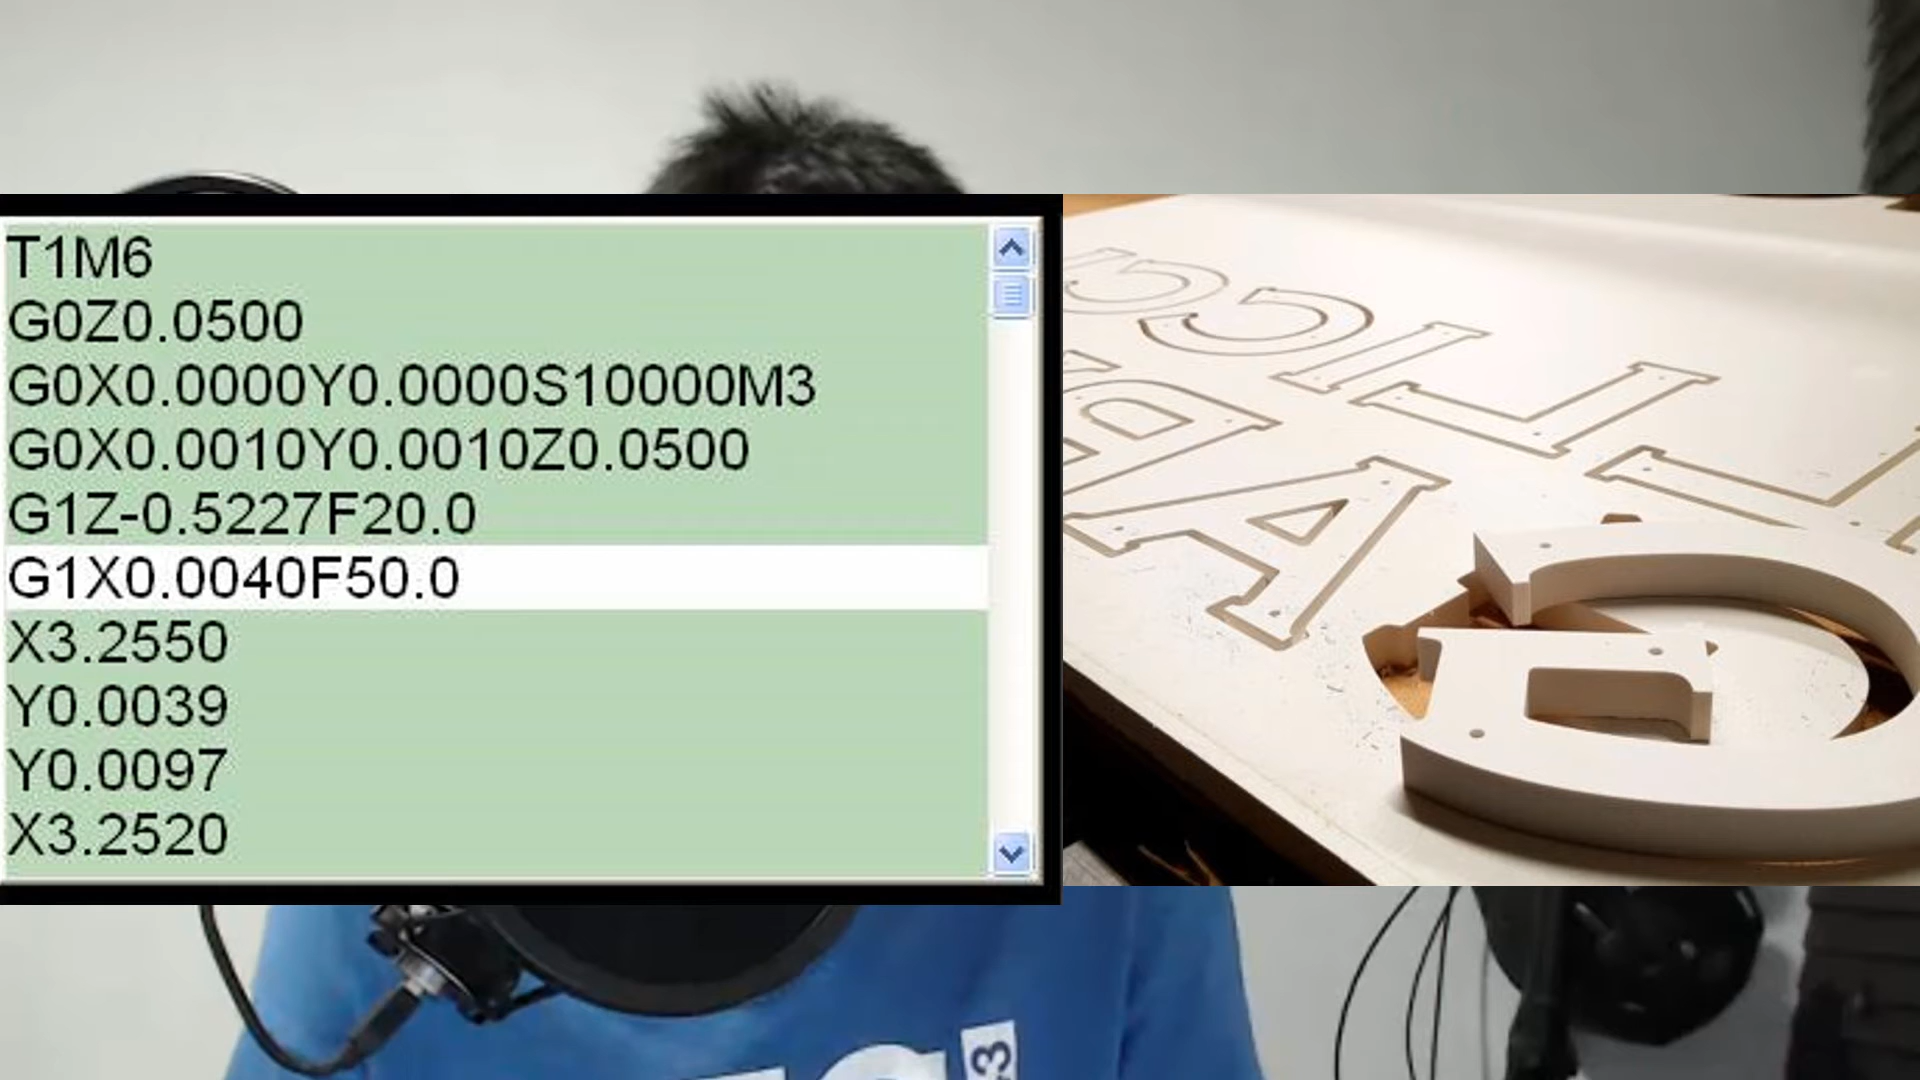 T1M6
G0Z0.0500
G0X0.0000Y0.0000S10000M3
G0X0.0010Y0.0010Z0.0500
G1Z-0.5227F20.0
G1X0.0040F50.0
X3.2550
Y0.0039
Y0.0097
X3.2520